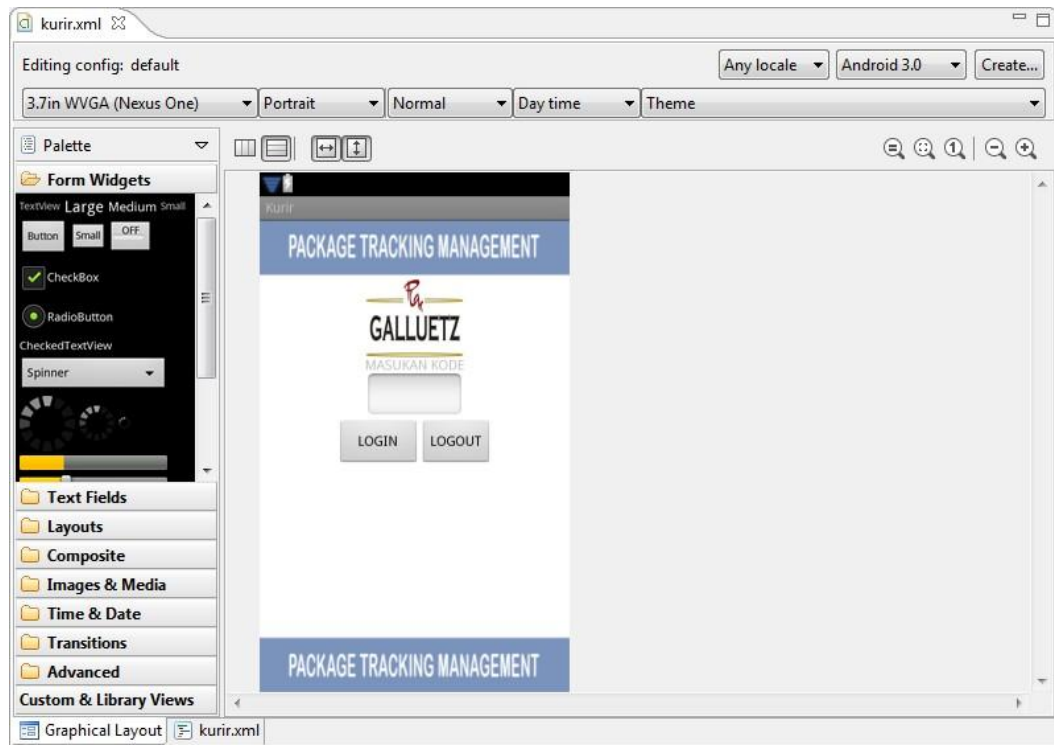 kurir.xml
Editing config: default
Any locale
Android 3.0
Create...
3.7in WVGA (Nexus One)
Portrait
Normal
Day time
Theme
Palette
Form Widgets
TextView Large Medium Small
Button
Small
OFF
CheckBox
RadioButton
CheckedTextView
Spinner
Text Fields
Layouts
Composite
Images & Media
Time & Date
Transitions
Advanced
Custom & Library Views
Kurir
PACKAGE TRACKING MANAGEMENT
GALLUETZ
MASUKAN KODE
LOGIN
LOGOUT
PACKAGE TRACKING MANAGEMENT
Graphical Layout
kurir.xml